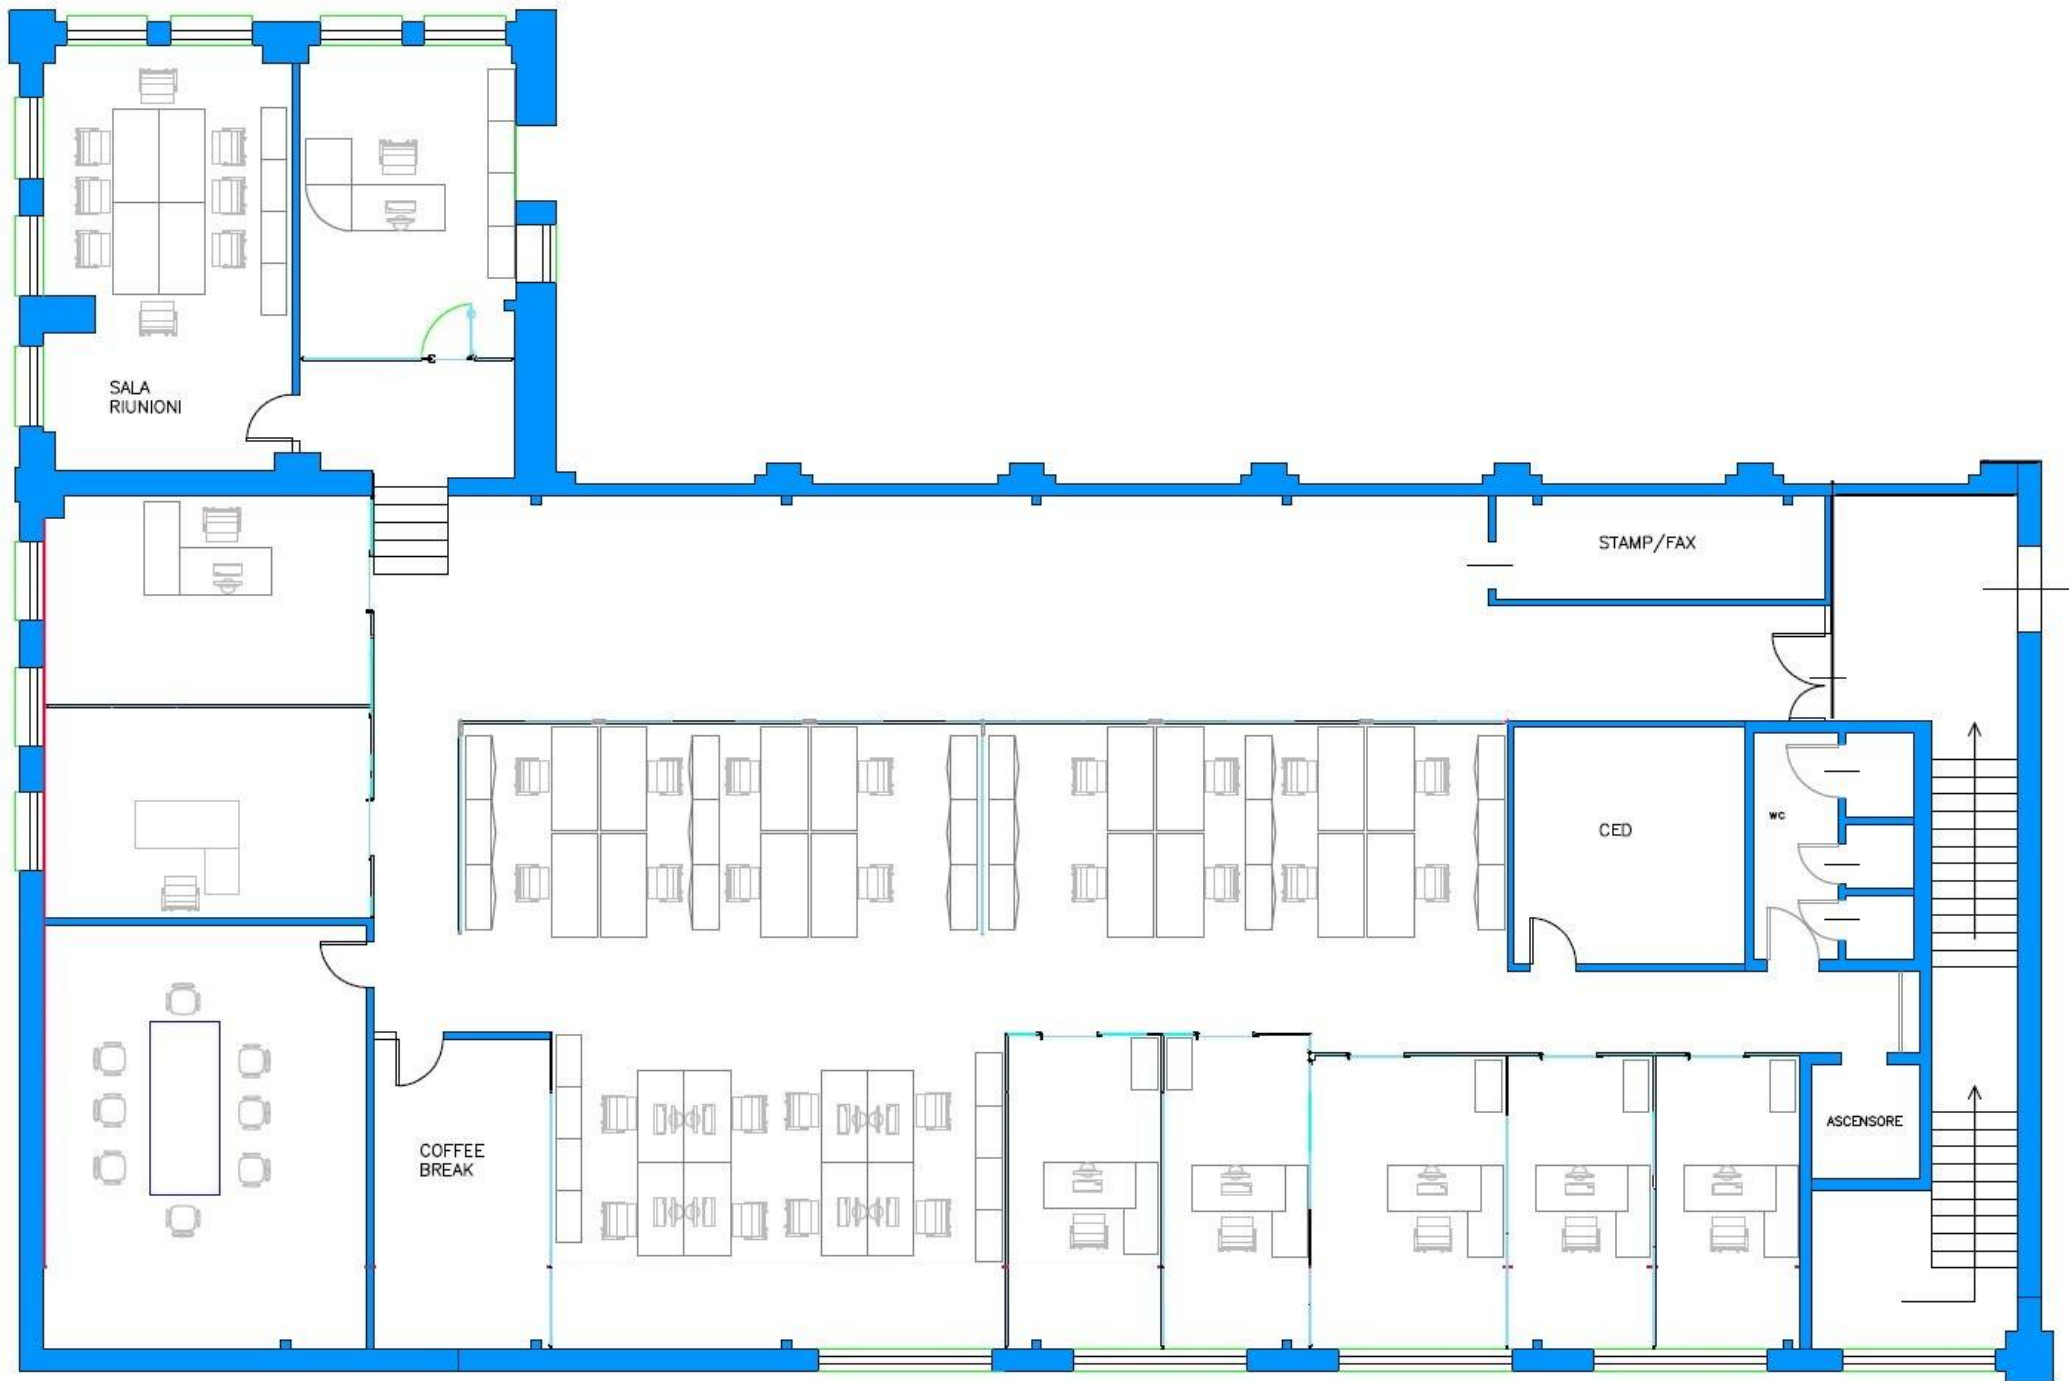 SALA
RIUNIONI
STAMP/FAX
CED
WC
COFFEE
BREAK
ASCENSORE